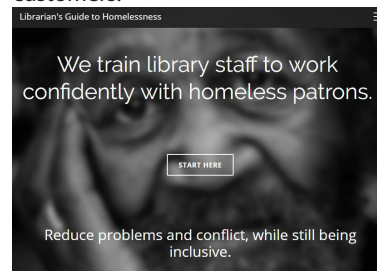 Librarian's Guide to Homelessness
We train library staff to work
confidently with homeless patrons.
START HERE
Reduce problems and conflict, while still being
inclusive.